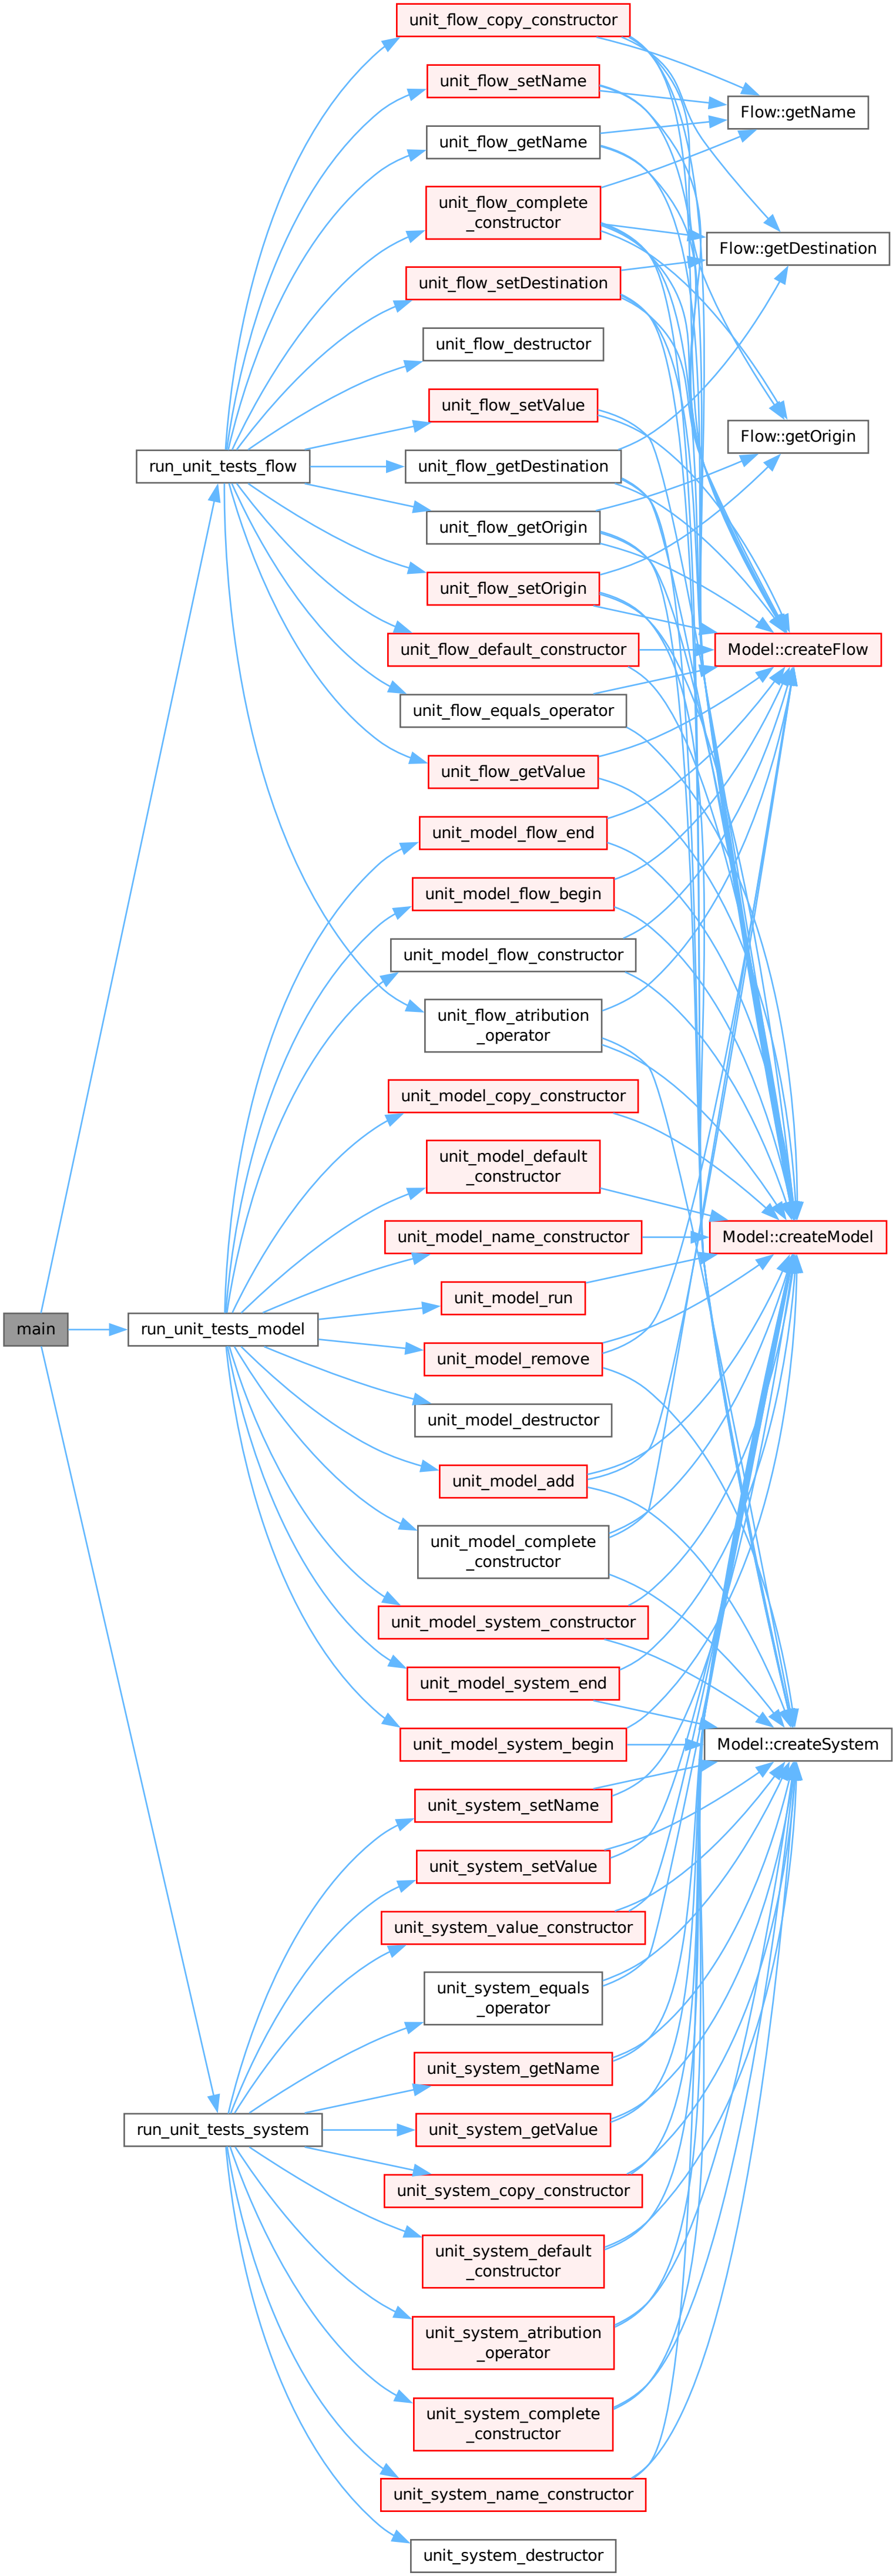 main
run_unit_tests_flow
run_unit_tests_model
run_unit_tests_system
unit_flow_copy_constructor
unit_flow_setName
unit_flow_getName
unit_flow_complete
_constructor
unit_flow_setDestination
unit_flow_destructor
unit_flow_setValue
unit_flow_getDestination
unit_flow_getOrigin
unit_flow_setOrigin
unit_flow_default_constructor
unit_flow_equals_operator
unit_flow_getValue
unit_model_flow_end
unit_model_flow_begin
unit_model_flow_constructor
unit_flow_atribution
_operator
unit_model_copy_constructor
unit_model_default
_constructor
unit_model_name_constructor
unit_model_run
unit_model_remove
unit_model_destructor
unit_model_add
unit_model_complete
_constructor
unit_model_system_constructor
unit_model_system_end
unit_model_system_begin
unit_system_setName
unit_system_setValue
unit_system_value_constructor
unit_system_equals
_operator
unit_system_getName
unit_system_getValue
unit_system_copy_constructor
unit_system_default
_constructor
unit_system_atribution
_operator
unit_system_complete
_constructor
unit_system_name_constructor
unit_system_destructor
Flow::getName
Flow::getDestination
Flow::getOrigin
Model::createFlow
Model::createModel
Model::createSystem